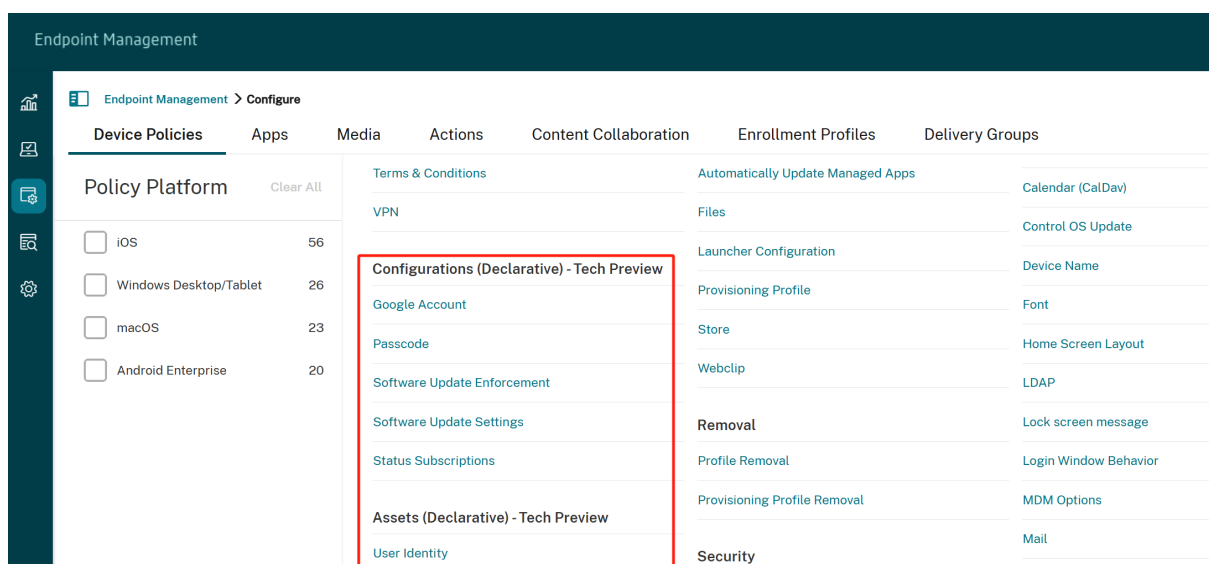 Endpoint Management
Endpoint Management > Configure
Device Policies
Apps
Media
Actions
Content Collaboration
Enrollment Profiles
Delivery Groups
Policy Platform
Clear All
iOS 56
Windows Desktop/Tablet 26
macOS 23
Android Enterprise 20
Terms & Conditions
VPN
Configurations (Declarative) - Tech Preview
Google Account
Passcode
Software Update Enforcement
Software Update Settings
Status Subscriptions
Assets (Declarative) - Tech Preview
User Identity
Automatically Update Managed Apps
Files
Launcher Configuration
Provisioning Profile
Store
Webclip
Removal
Profile Removal
Provisioning Profile Removal
Security
Calendar (CalDav)
Control OS Update
Device Name
Font
Home Screen Layout
LDAP
Lock screen message
Login Window Behavior
MDM Options
Mail